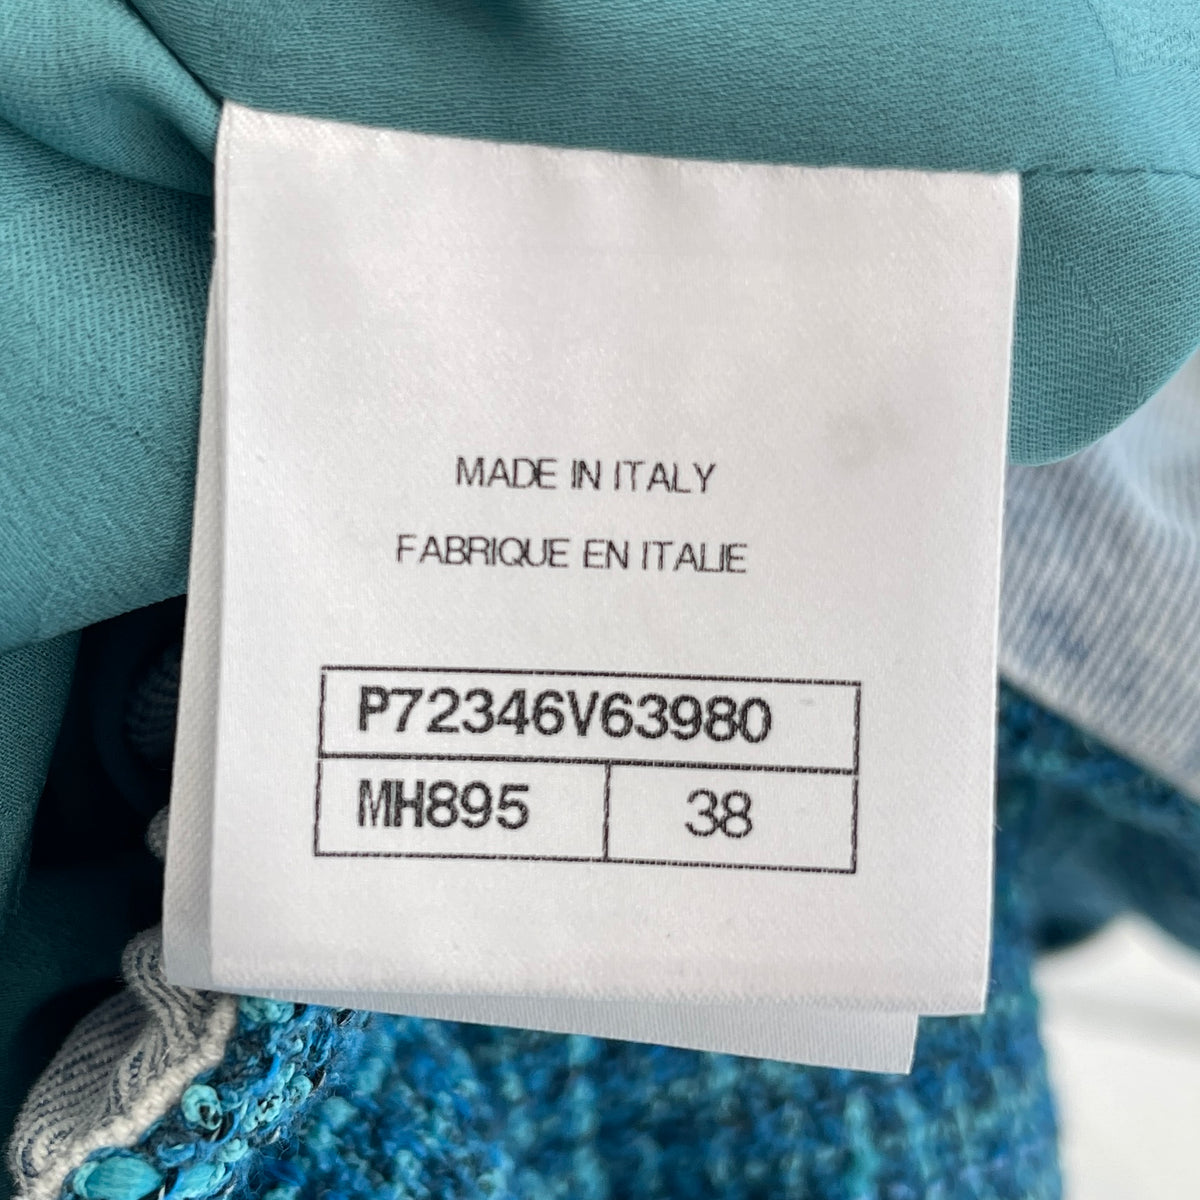 MADE IN ITALY
FABRIQUE EN ITALIE
P72346V63980
MH895 38